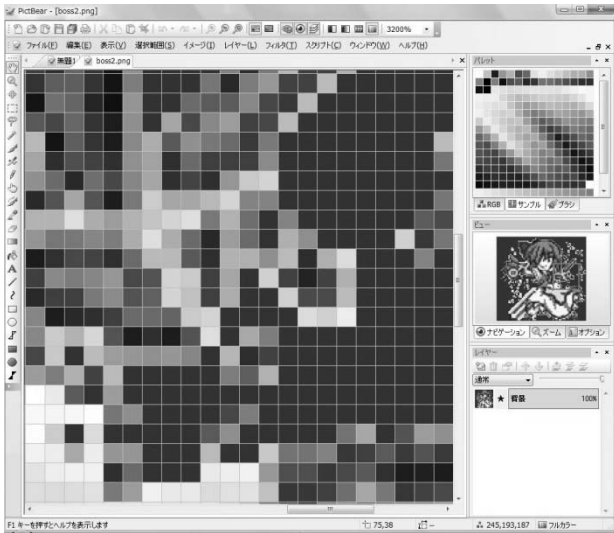 PictBear - [boss2.png]
3200%
ファイル(F) 編集(E) 表示(V) 選択範囲(S) イメージ(I) レイヤー(L) フィルタ(T) スクリプト(C) ウィンドウ(W) ヘルプ(H)
無題1 boss2.png
パレット
RGB サンプル ブラシ
ビュー
ナビゲーション ズーム オプション
レイヤー
通常
背景 100%
F1 キーを押すとヘルプを表示します 75,38 245,193,187 フルカラー